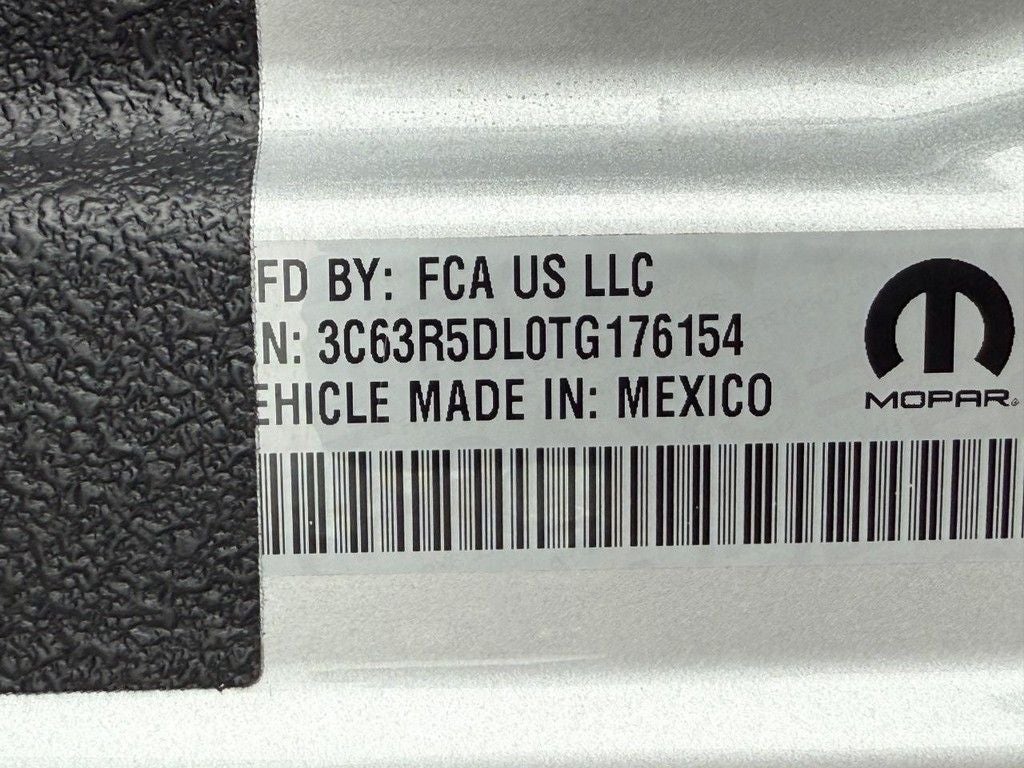 FD BY: FCA US LLC
N: 3C63R5DL0TG176154
EHICLE MADE IN: MEXICO
MOPAR